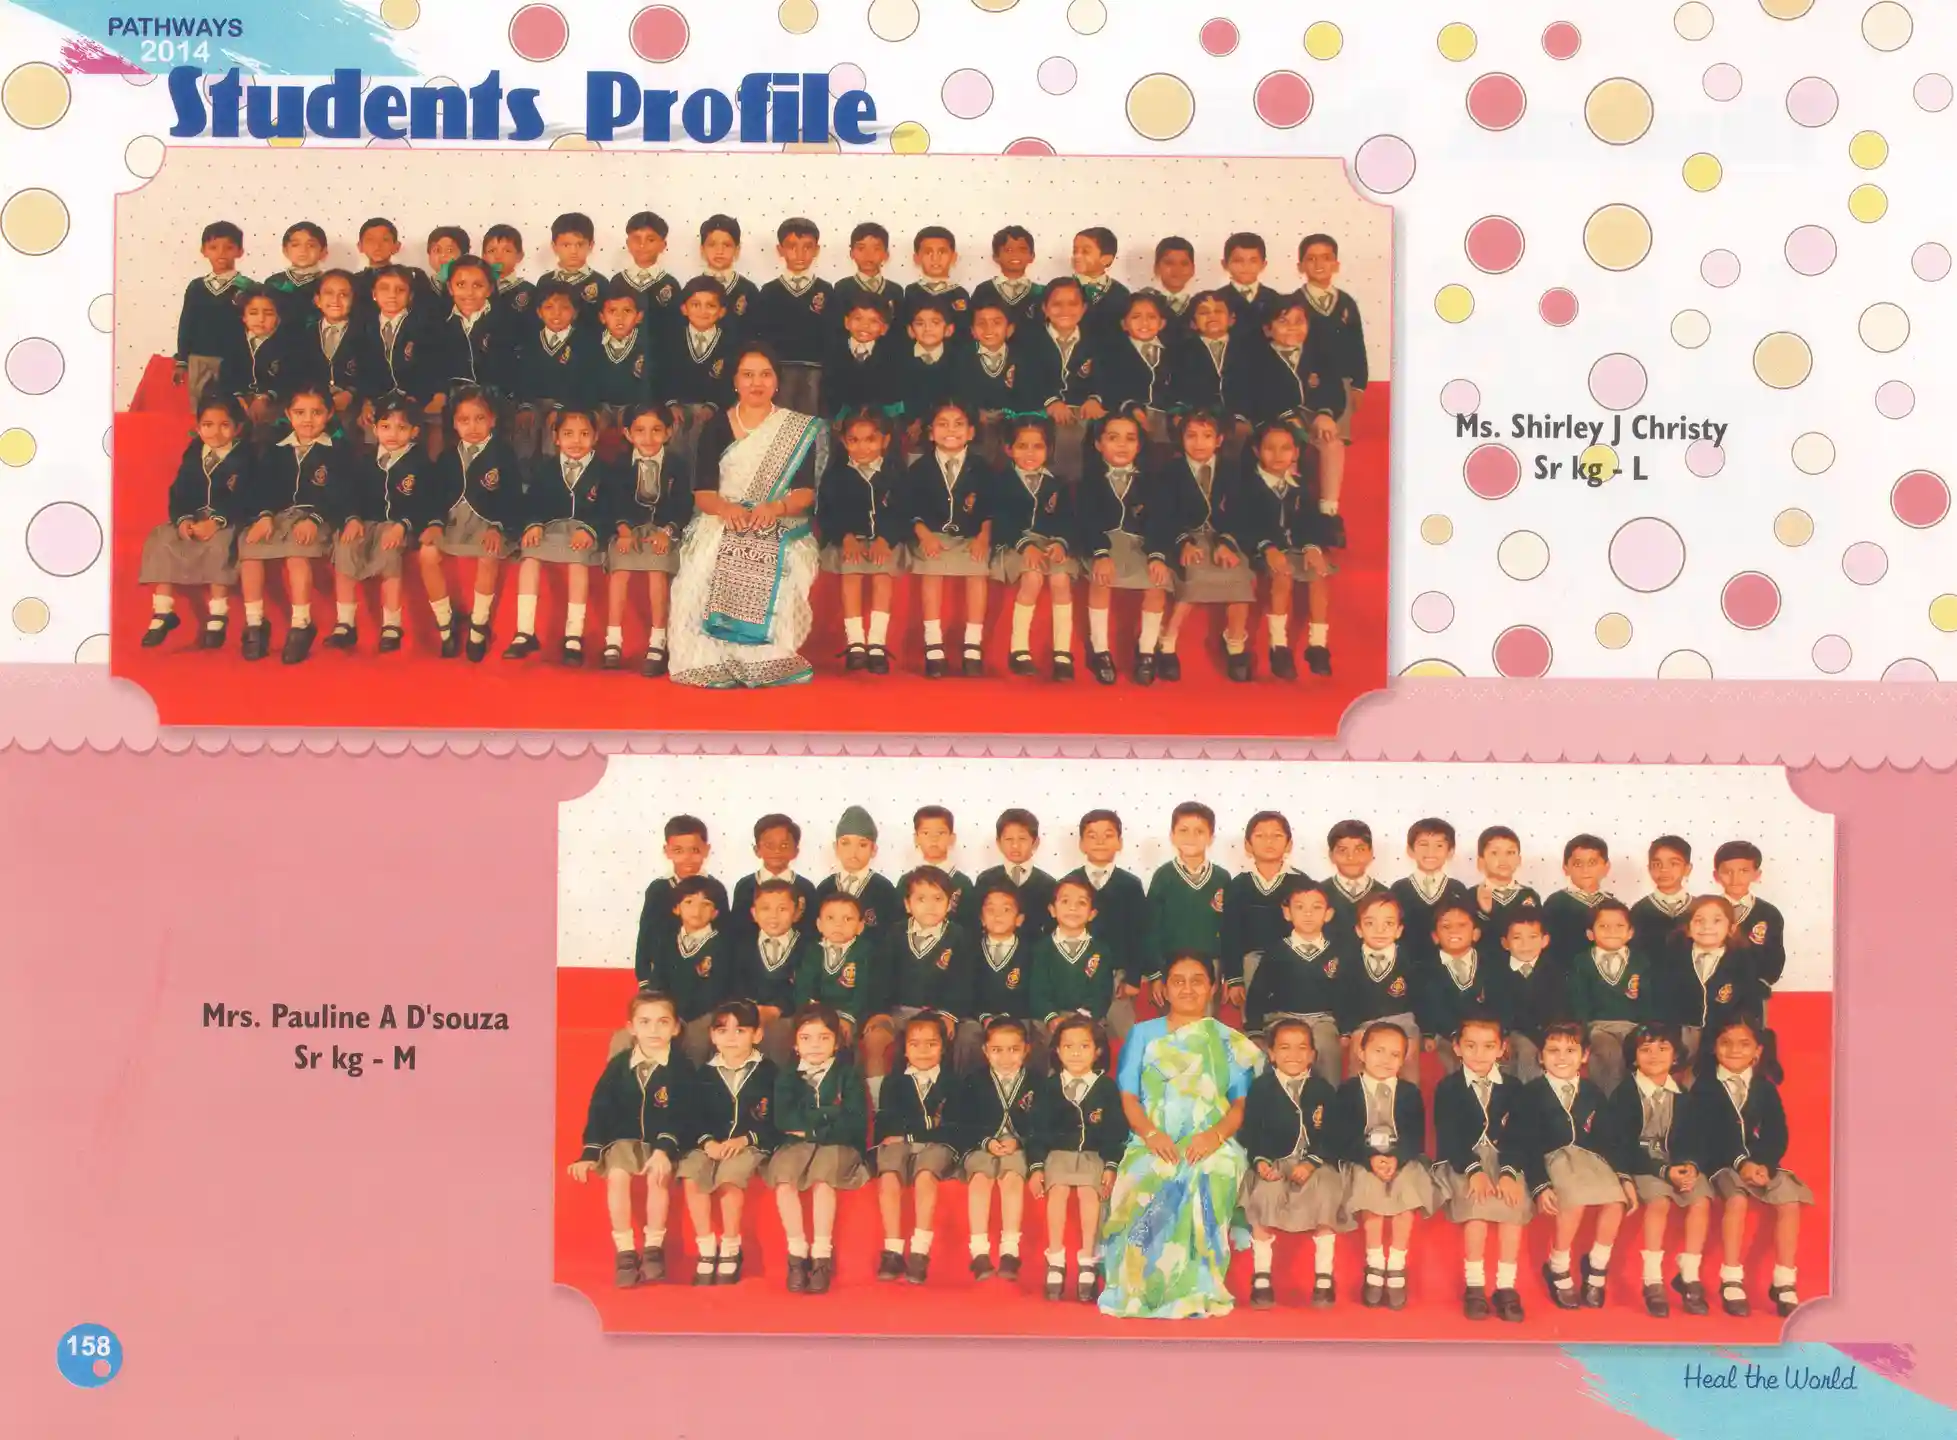 PATHWAYS
2014
Students Profile
Ms. Shirley J Christy
Sr kg - L
Mrs. Pauline A D'souza
Sr kg - M
158
Heal the World